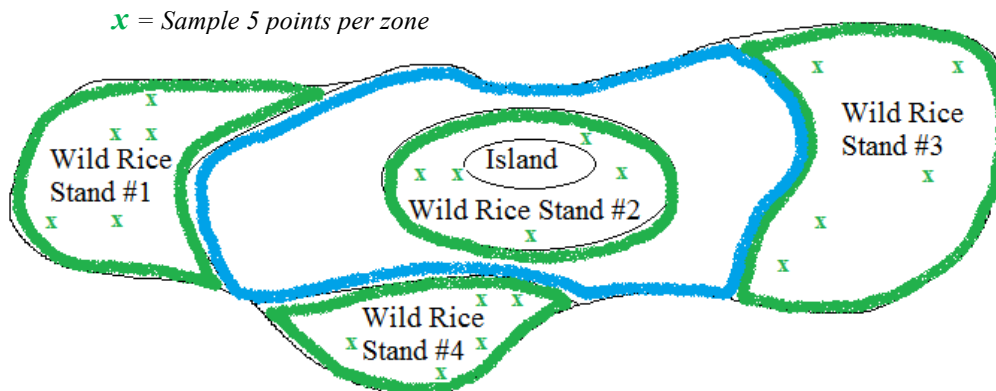 x = Sample 5 points per zone
x
x x
Wild Rice
Stand #1
x x
x
Island
x x x
Wild Rice Stand #2
x
x x
Wild Rice
Stand #3
x
x
x
x x
Wild Rice
Stand #4
x x
x